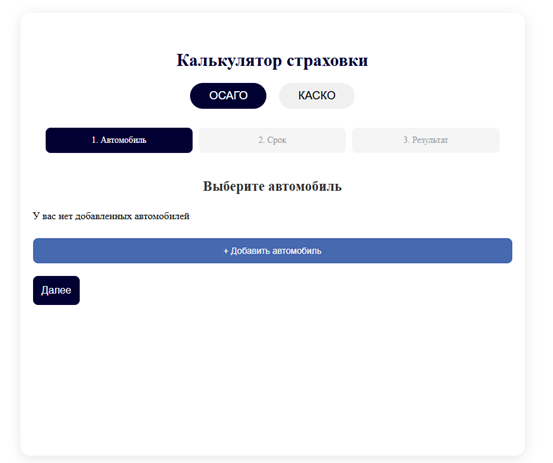 Калькулятор страховки
ОСАГО КАСКО
1. Автомобиль 2. Срок 3. Результат
Выберите автомобиль
У вас нет добавленных автомобилей
+ Добавить автомобиль
Далее